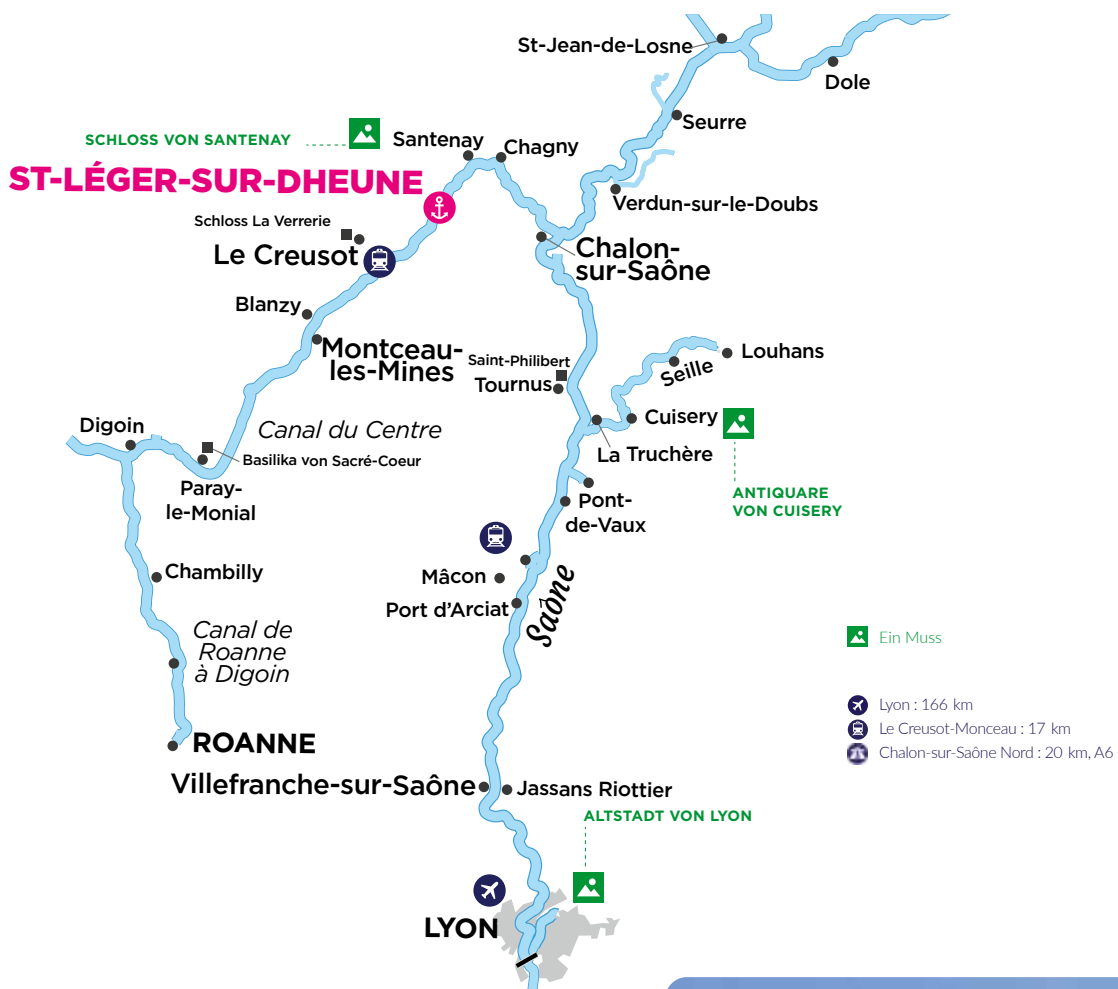 St-Jean-de-Losne
Dole
Seurre
SCHLOSS VON SANTENAY
Santenay
Chagny
ST-LÉGER-SUR-DHEUNE
Verdun-sur-le-Doubs
Schloss La Verrerie
Le Creusot
Chalon-
sur-Saône
Blanzy
Montceau-
les-Mines
Saint-Philibert
Tournus
Louhans
Seille
Cuisery
Digoin
Canal du Centre
La Truchère
Basilika von Sacré-Coeur
Paray-
le-Monial
Pont-
de-Vaux
ANTIQUARE
VON CUISERY
Chambilly
Mâcon
Port d'Arciat
Saône
Canal de
Roanne
à Digoin
Ein Muss
Lyon : 166 km
Le Creusot-Monceau : 17 km
Chalon-sur-Saône Nord : 20 km, A6
ROANNE
Villefranche-sur-Saône
Jassans Riottier
ALTSTADT VON LYON
LYON